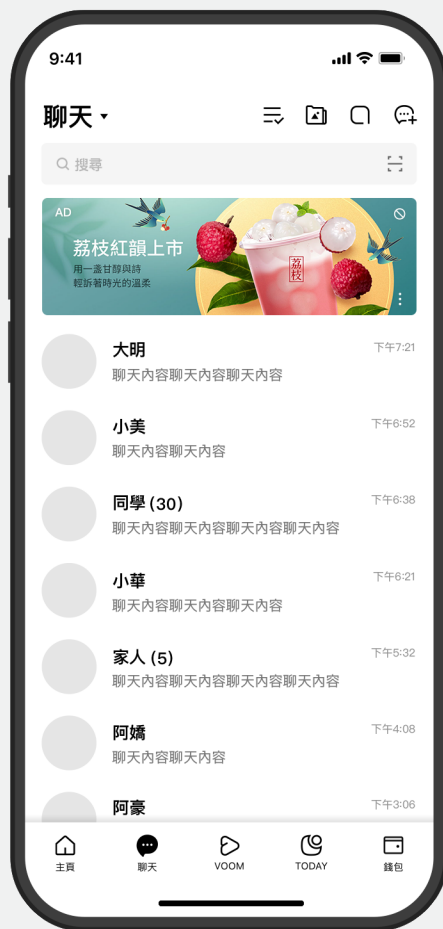 9:41
聊天
搜尋
AD
荔枝紅韻上市
用一盞甘醇與詩
輕訴著時光的溫柔
荔枝
大明
下午7:21
聊天內容聊天內容聊天內容
小美
下午6:52
聊天內容聊天內容
同學 (30)
下午6:38
聊天內容聊天內容聊天內容聊天內容
小華
下午6:21
聊天內容聊天內容聊天內容
家人 (5)
下午5:32
聊天內容聊天內容聊天內容聊天內容
阿嬌
下午4:08
聊天內容聊天內容
阿豪
下午3:06
主頁
聊天
VOOM
TODAY
錢包